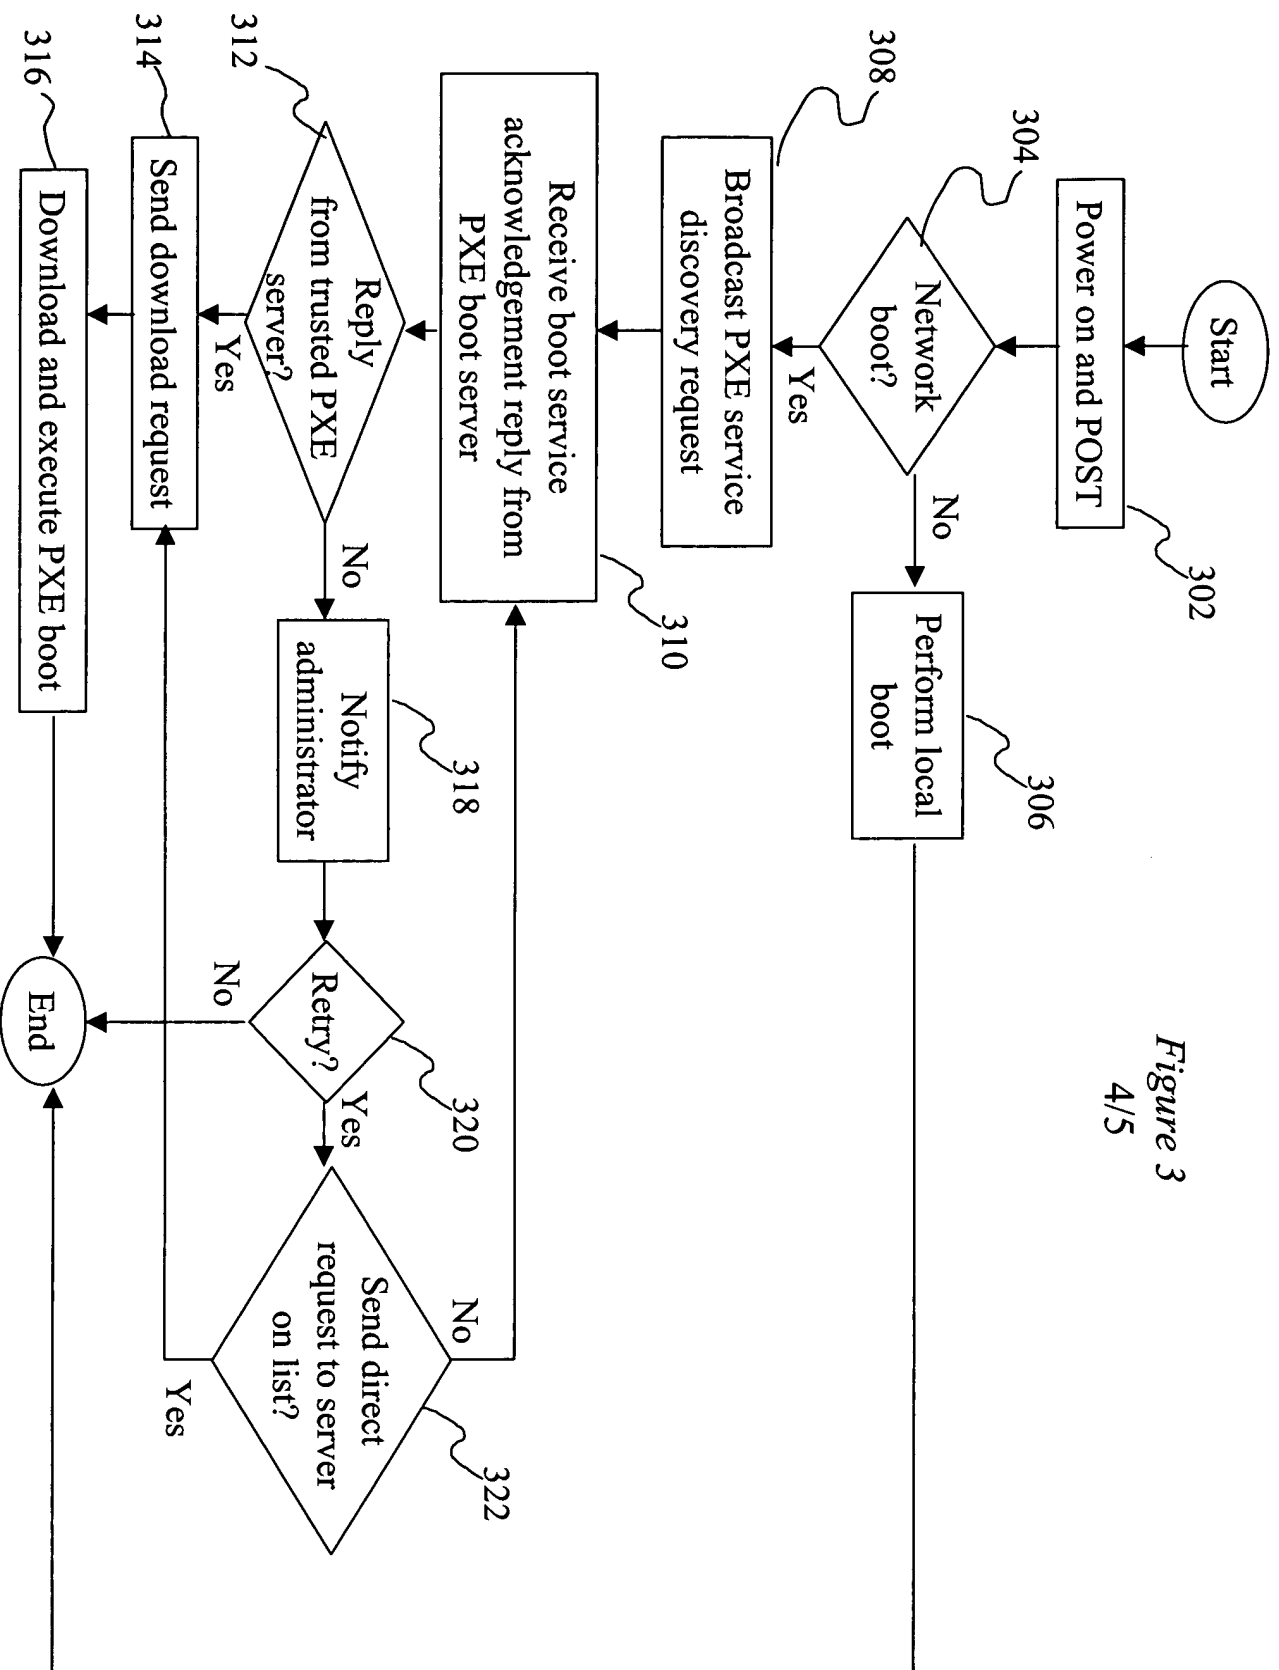 Figure 3
4/5
Start
Power on and POST
302
304
Network
boot?
No
Perform local
boot
306
Yes
308
Broadcast PXE service
discovery request
Receive boot service
acknowledgement reply from
PXE boot server
310
312
Reply
from trusted PXE
server?
No
Notify
administrator
318
Retry?
320
Yes
No
Send direct
request to server
on list?
322
No
Yes
Yes
314
Send download request
316
Download and execute PXE boot
End